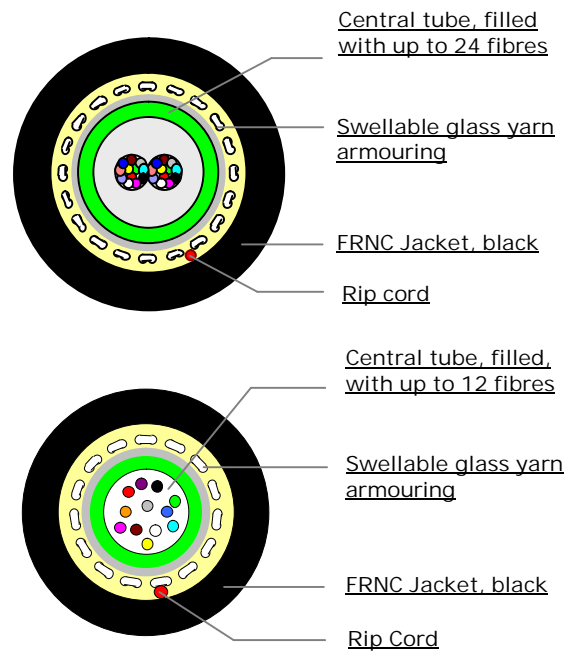 Central tube, filled
with up to 24 fibres
Swellable glass yarn
armouring
FRNC Jacket, black
Rip cord
Central tube, filled,
with up to 12 fibres
Swellable glass yarn
armouring
FRNC Jacket, black
Rip Cord